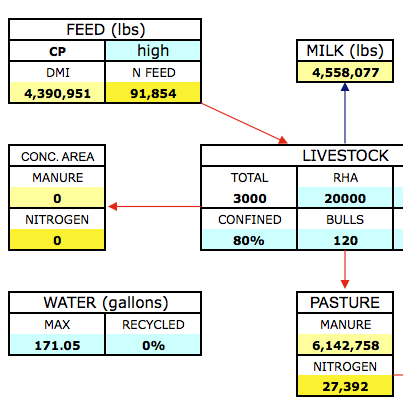 FEED (lbs)
CP high
DMI N FEED
4,390,951 91,854
MILK (lbs)
4,558,077
CONC. AREA
MANURE
0
NITROGEN
0
LIVESTOCK
TOTAL RHA
3000 20000
CONFINED BULLS
80% 120
WATER (gallons)
MAX RECYCLED
171.05 0%
PASTURE
MANURE
6,142,758
NITROGEN
27,392